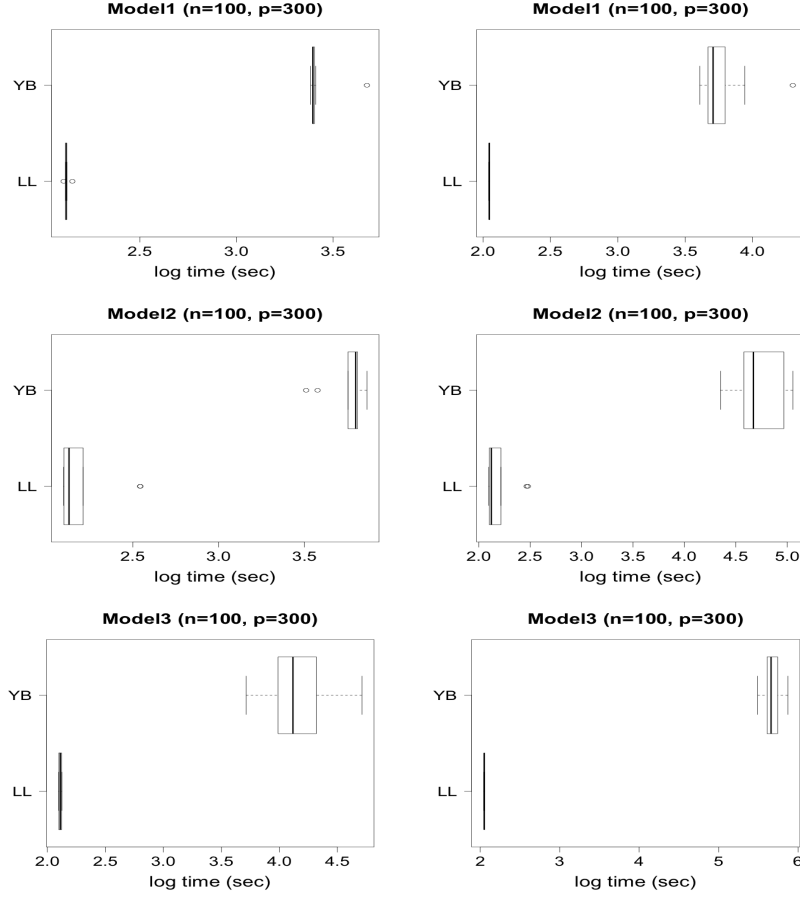 Model1 (n=100, p=300)
YB
LL
2.5 3.0 3.5
log time (sec)
Model1 (n=100, p=300)
YB
LL
2.0 2.5 3.0 3.5 4.0
log time (sec)
Model2 (n=100, p=300)
YB
LL
2.5 3.0 3.5
log time (sec)
Model2 (n=100, p=300)
YB
LL
2.0 2.5 3.0 3.5 4.0 4.5 5.0
log time (sec)
Model3 (n=100, p=300)
YB
LL
2.0 2.5 3.0 3.5 4.0 4.5
log time (sec)
Model3 (n=100, p=300)
YB
LL
2 3 4 5 6
log time (sec)